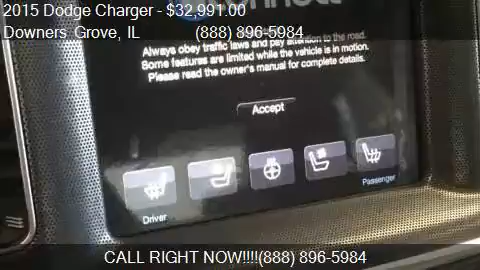 2015 Dodge Charger - $32,991.00
Downers Grove, IL (888) 896-5984
Always obey traffic laws and pay attention to the road.
Some features are limited while the vehicle is in motion.
Please read the owner's manual for complete details.
Accept
Driver
Passenger
CALL RIGHT NOW!!!!(888) 896-5984